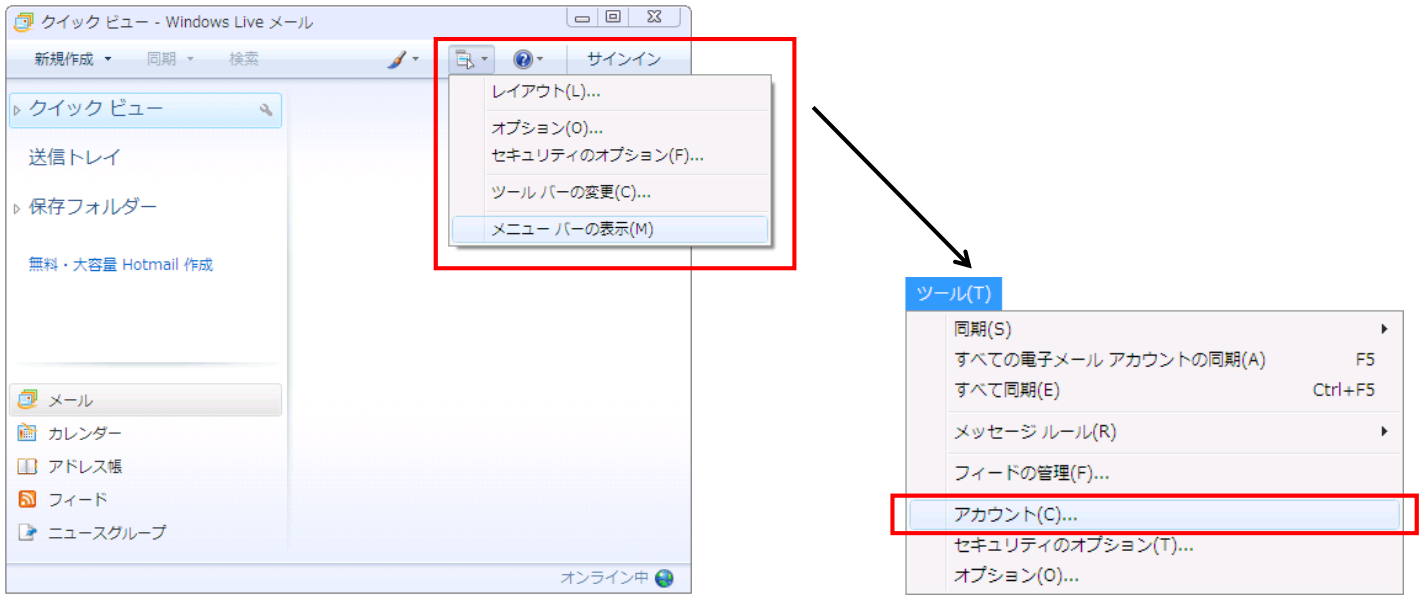 クイック ビュー - Windows Live メール
新規作成 同期 検索 サインイン
クイック ビュー
送信トレイ
保存フォルダー
無料・大容量 Hotmail 作成
メール
カレンダー
アドレス帳
フィード
ニュースグループ
オンライン中
レイアウト(L)...
オプション(O)...
セキュリティのオプション(F)...
ツール バーの変更(C)...
メニュー バーの表示(M)
ツール(T)
同期(S)
すべての電子メール アカウントの同期(A) F5
すべて同期(E) Ctrl+F5
メッセージ ルール(R)
フィードの管理(F)...
アカウント(C)...
セキュリティのオプション(T)...
オプション(O)...